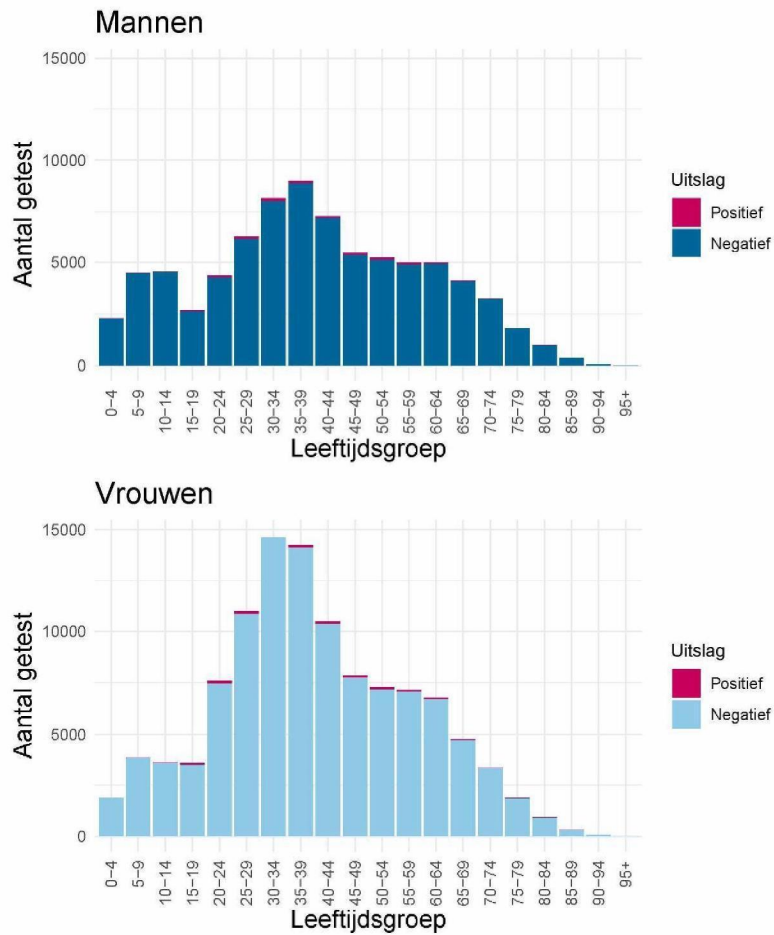 Mannen
15000
10000
5000
0
Aantal getest
0-4 5-9 10-14 15-19 20-24 25-29 30-34 35-39 40-44 45-49 50-54 55-59 60-64 65-69 70-74 75-79 80-84 85-89 90-94 95+
Leeftijdsgroep
Uitslag
Positief
Negatief
Vrouwen
15000
10000
5000
0
Aantal getest
0-4 5-9 10-14 15-19 20-24 25-29 30-34 35-39 40-44 45-49 50-54 55-59 60-64 65-69 70-74 75-79 80-84 85-89 90-94 95+
Leeftijdsgroep
Uitslag
Positief
Negatief